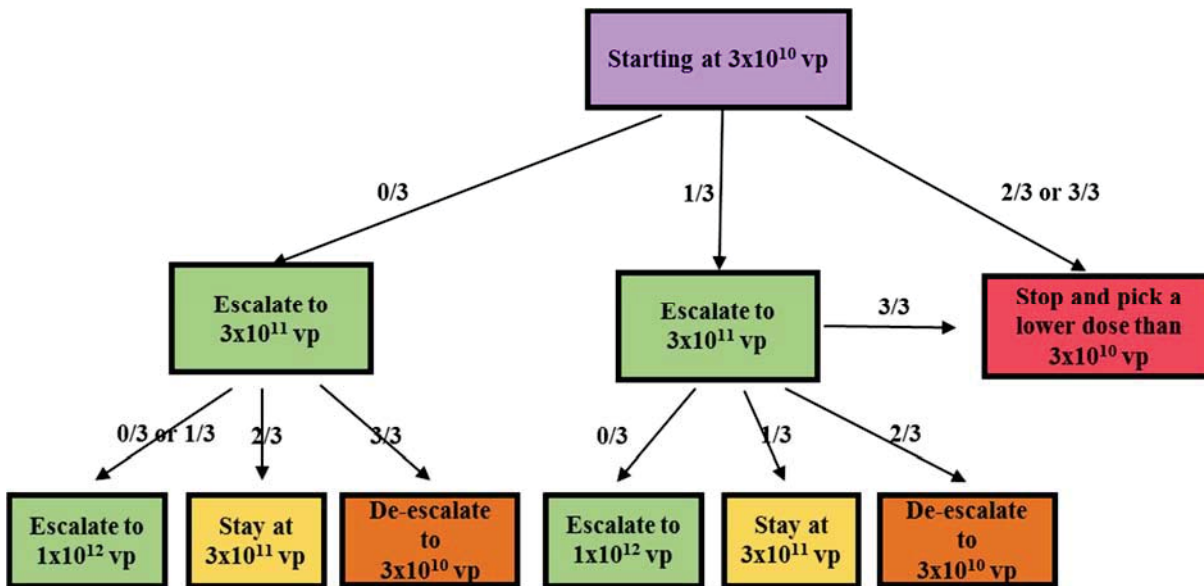 Starting at 3x10¹⁰ vp
0/3
1/3
2/3 or 3/3
Escalate to
3x10¹¹ vp
Escalate to
3x10¹¹ vp
3/3
Stop and pick a
lower dose than
3x10¹⁰ vp
0/3 or 1/3
2/3
3/3
0/3
1/3
2/3
Escalate to
1x10¹² vp
Stay at
3x10¹¹ vp
De-escalate
to
3x10¹⁰ vp
Escalate to
1x10¹² vp
Stay at
3x10¹¹ vp
De-escalate
to
3x10¹⁰ vp